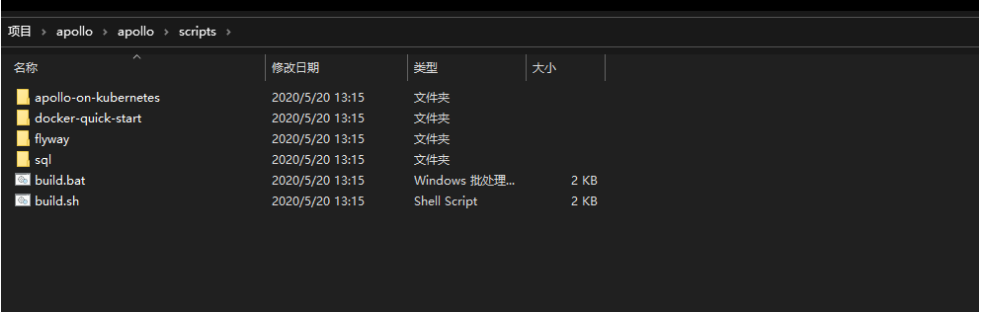 项目 › apollo › apollo › scripts ›
名称 修改日期 类型 大小
apollo-on-kubernetes 2020/5/20 13:15 文件夹
docker-quick-start 2020/5/20 13:15 文件夹
flyway 2020/5/20 13:15 文件夹
sql 2020/5/20 13:15 文件夹
build.bat 2020/5/20 13:15 Windows 批处理... 2 KB
build.sh 2020/5/20 13:15 Shell Script 2 KB